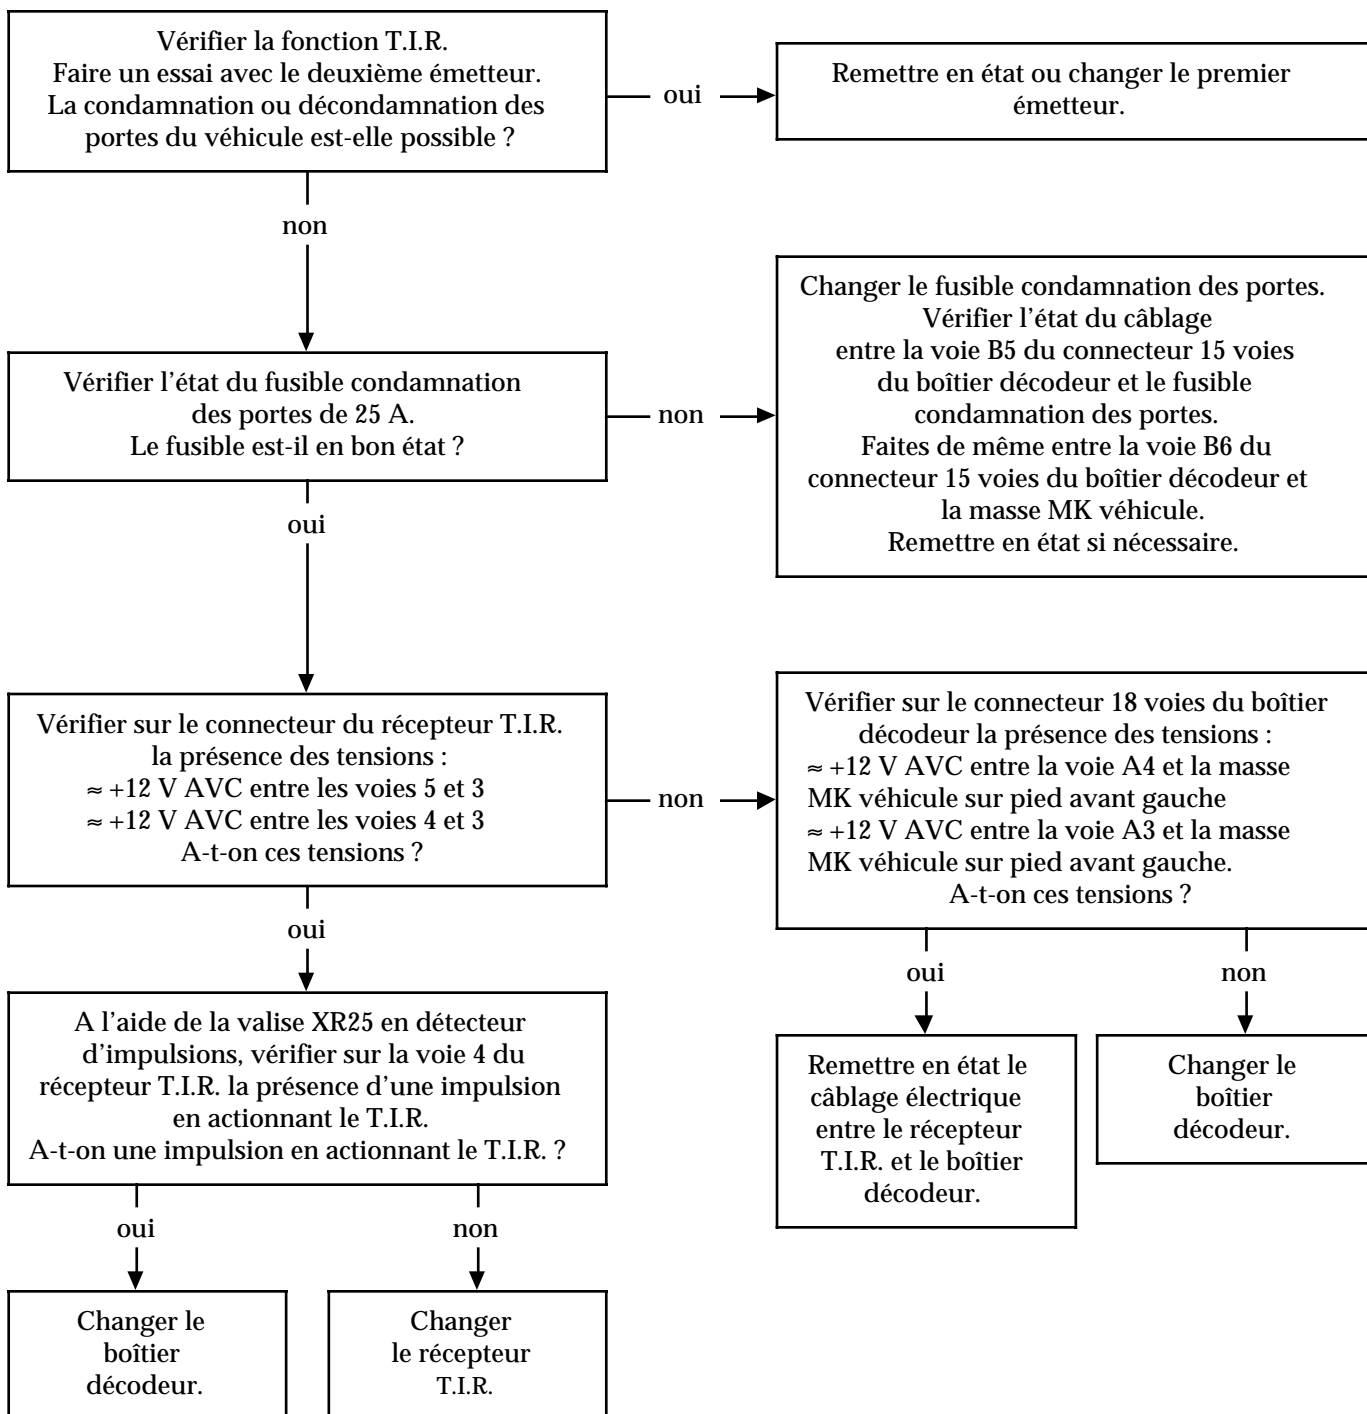 Vérifier la fonction T.I.R.
Faire un essai avec le deuxième émetteur.
La condamnation ou décondamnation des
portes du véhicule est-elle possible ?
oui
Remettre en état ou changer le premier
émetteur.
non
Vérifier l'état du fusible condamnation
des portes de 25 A.
Le fusible est-il en bon état ?
non
Changer le fusible condamnation des portes.
Vérifier l'état du câblage
entre la voie B5 du connecteur 15 voies
du boîtier décodeur et le fusible
condamnation des portes.
Faites de même entre la voie B6 du
connecteur 15 voies du boîtier décodeur et
la masse MK véhicule.
Remettre en état si nécessaire.
oui
Vérifier sur le connecteur du récepteur T.I.R.
la présence des tensions :
≈ +12 V AVC entre les voies 5 et 3
≈ +12 V AVC entre les voies 4 et 3
A-t-on ces tensions ?
non
Vérifier sur le connecteur 18 voies du boîtier
décodeur la présence des tensions :
≈ +12 V AVC entre la voie A4 et la masse
MK véhicule sur pied avant gauche
≈ +12 V AVC entre la voie A3 et la masse
MK véhicule sur pied avant gauche.
A-t-on ces tensions ?
oui
A l'aide de la valise XR25 en détecteur
d'impulsions, vérifier sur la voie 4 du
récepteur T.I.R. la présence d'une impulsion
en actionnant le T.I.R.
A-t-on une impulsion en actionnant le T.I.R. ?
oui
non
Remettre en état le
câblage électrique
entre le récepteur
T.I.R. et le boîtier
décodeur.
Changer le
boîtier
décodeur.
oui
non
Changer le
boîtier
décodeur.
Changer
le récepteur
T.I.R.